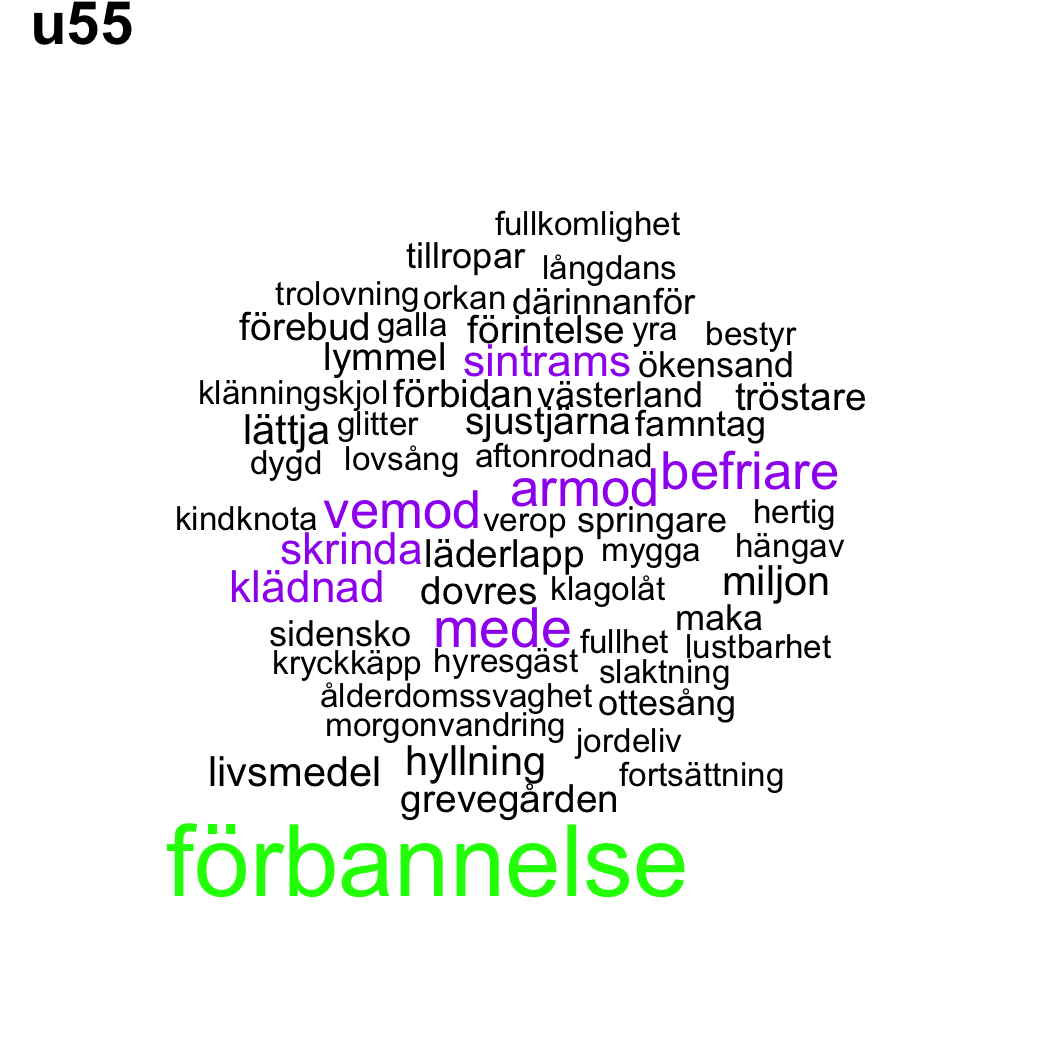 u55
fullkomlighet
tillropar långdans
trolovning orkan därinnanför
förebud galla förintelse yra bestyr
lymmel sintrams ökensand
klänningskjol förbidan västerland tröstare
lättja glitter sjustjärna famntag
dygd lovsång aftonrodnad befriare
vemod armod
kindknota verop springare hertig
skrinda läderlapp mygga hängav
klädnad dovres klagolåt miljon
sidensko mede fullhet maka
kryckkäpp hyresgäst slaktning lustbarhet
ålderdomssvaghet ottesång
morgonvandring jordeliv
livsmedel hyllning fortsättning
grevegården
förbannelse